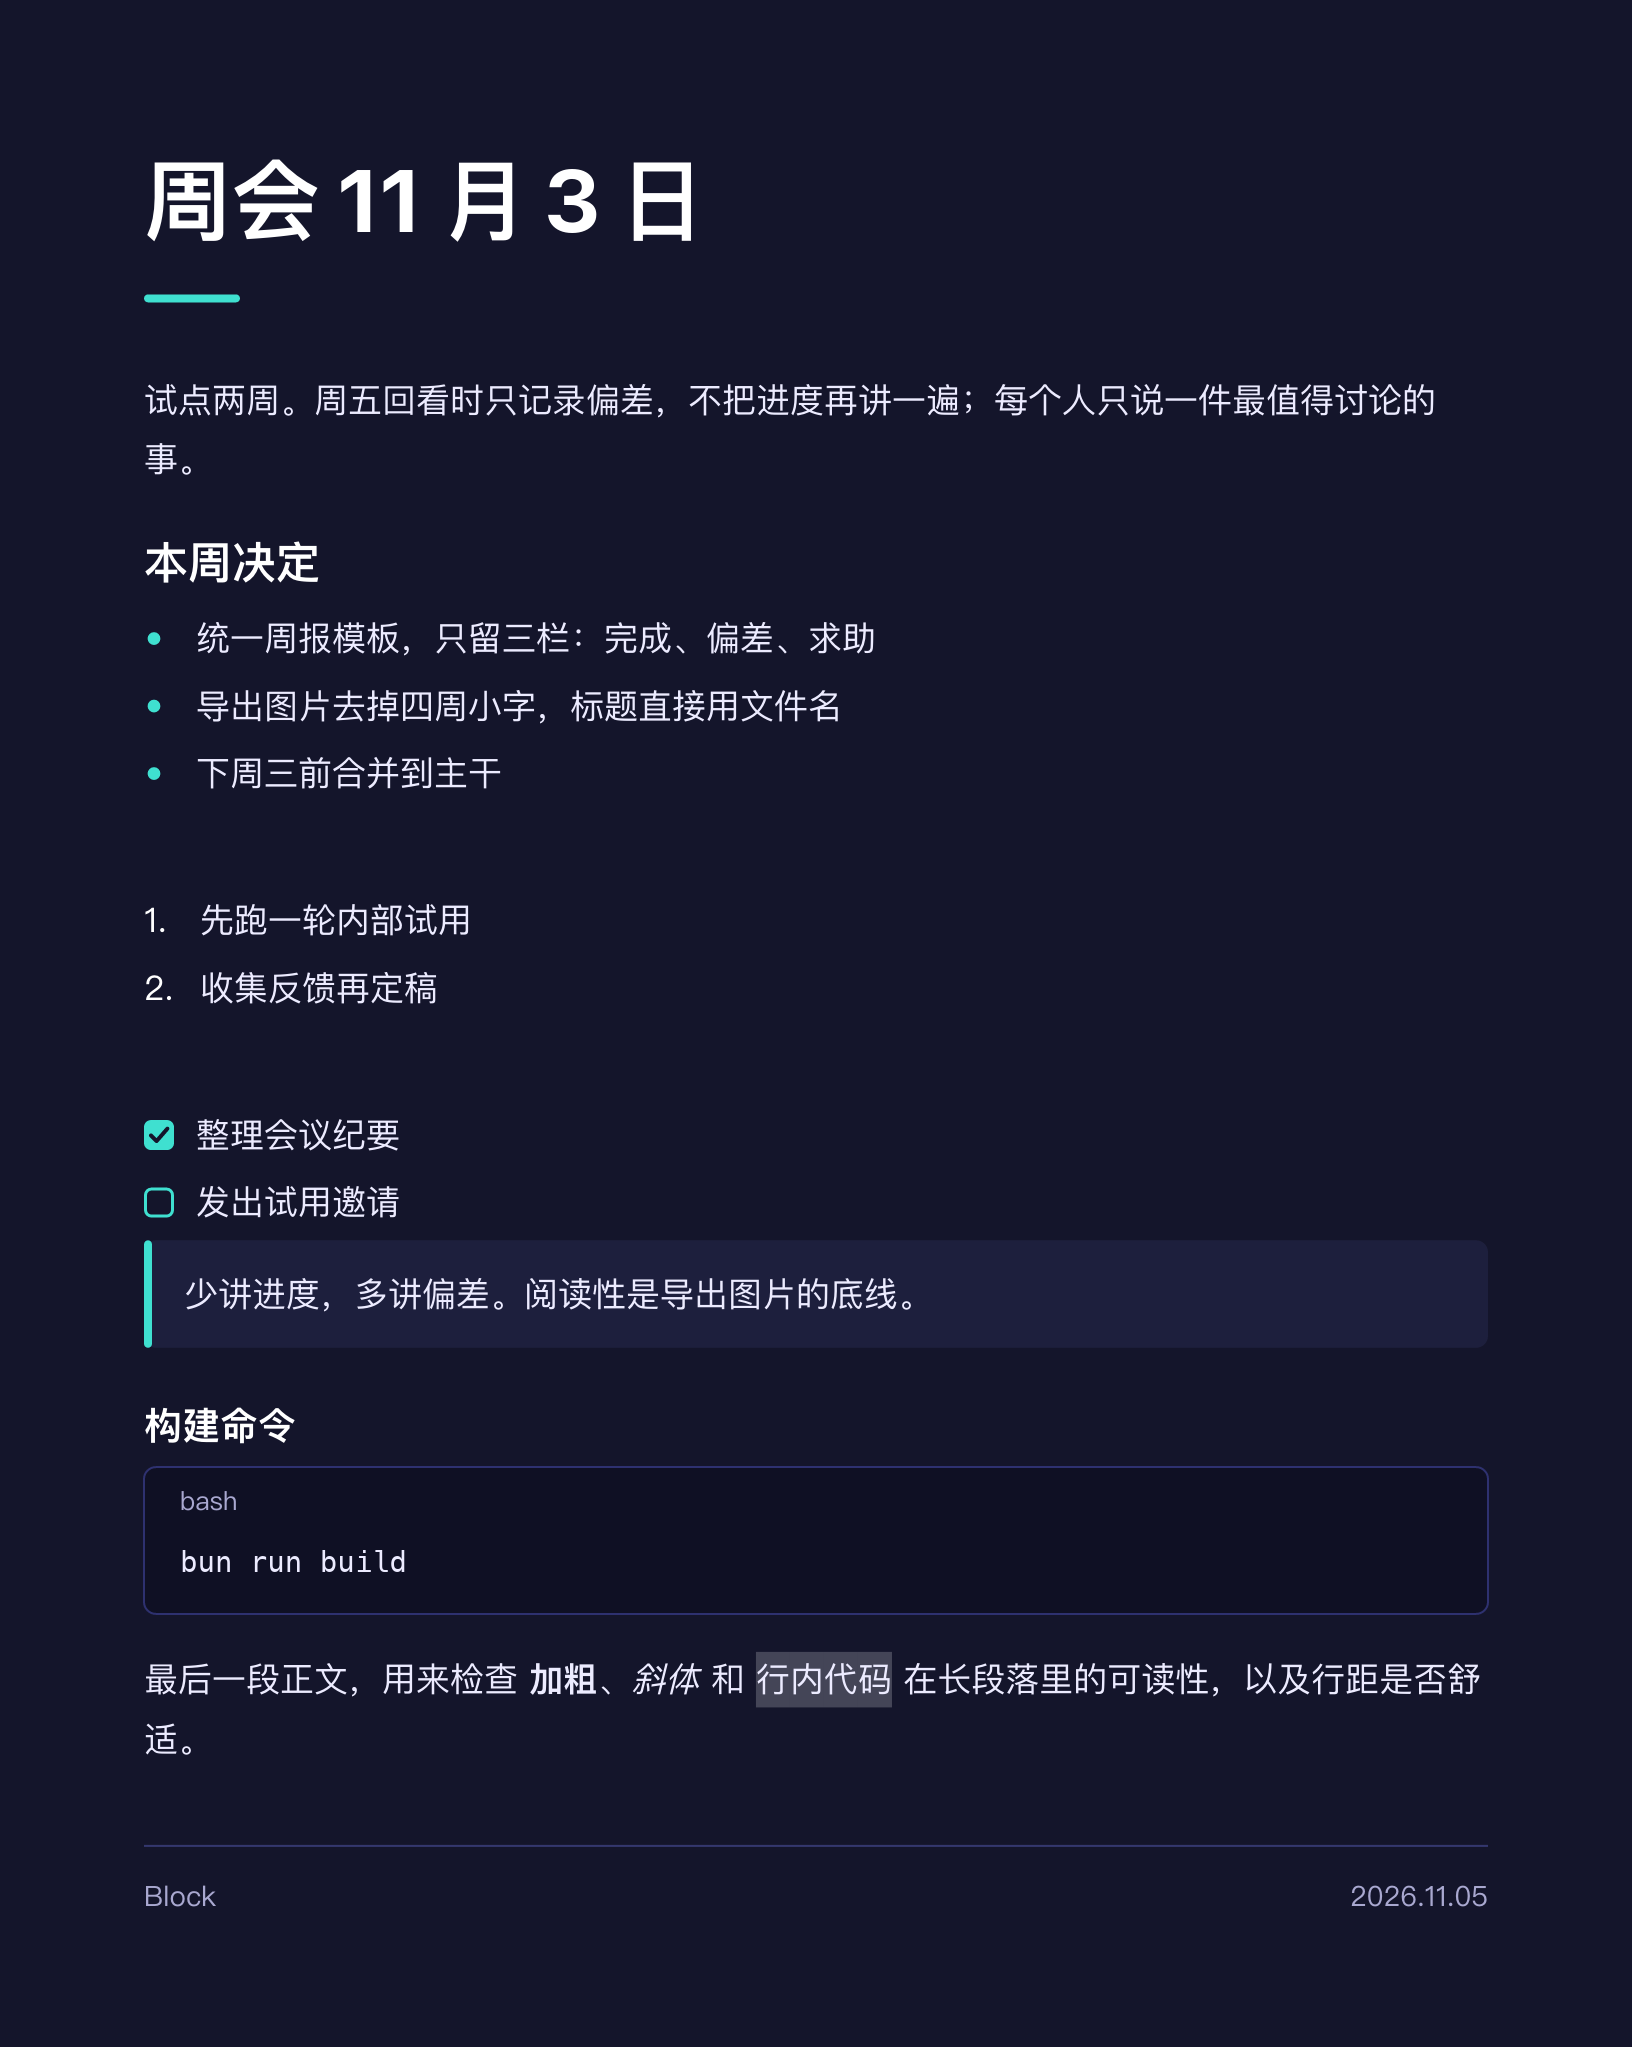 周会 11 月 3 日
试点两周。周五回看时只记录偏差，不把进度再讲一遍；每个人只说一件最值得讨论的
事。
本周决定
统一周报模板，只留三栏：完成、偏差、求助
导出图片去掉四周小字，标题直接用文件名
下周三前合并到主干
1. 先跑一轮内部试用
2. 收集反馈再定稿
整理会议纪要
发出试用邀请
少讲进度，多讲偏差。阅读性是导出图片的底线。
构建命令
bash
bun run build
最后一段正文，用来检查 加粗、斜体 和 行内代码 在长段落里的可读性，以及行距是否舒
适。
Block
2026.11.05